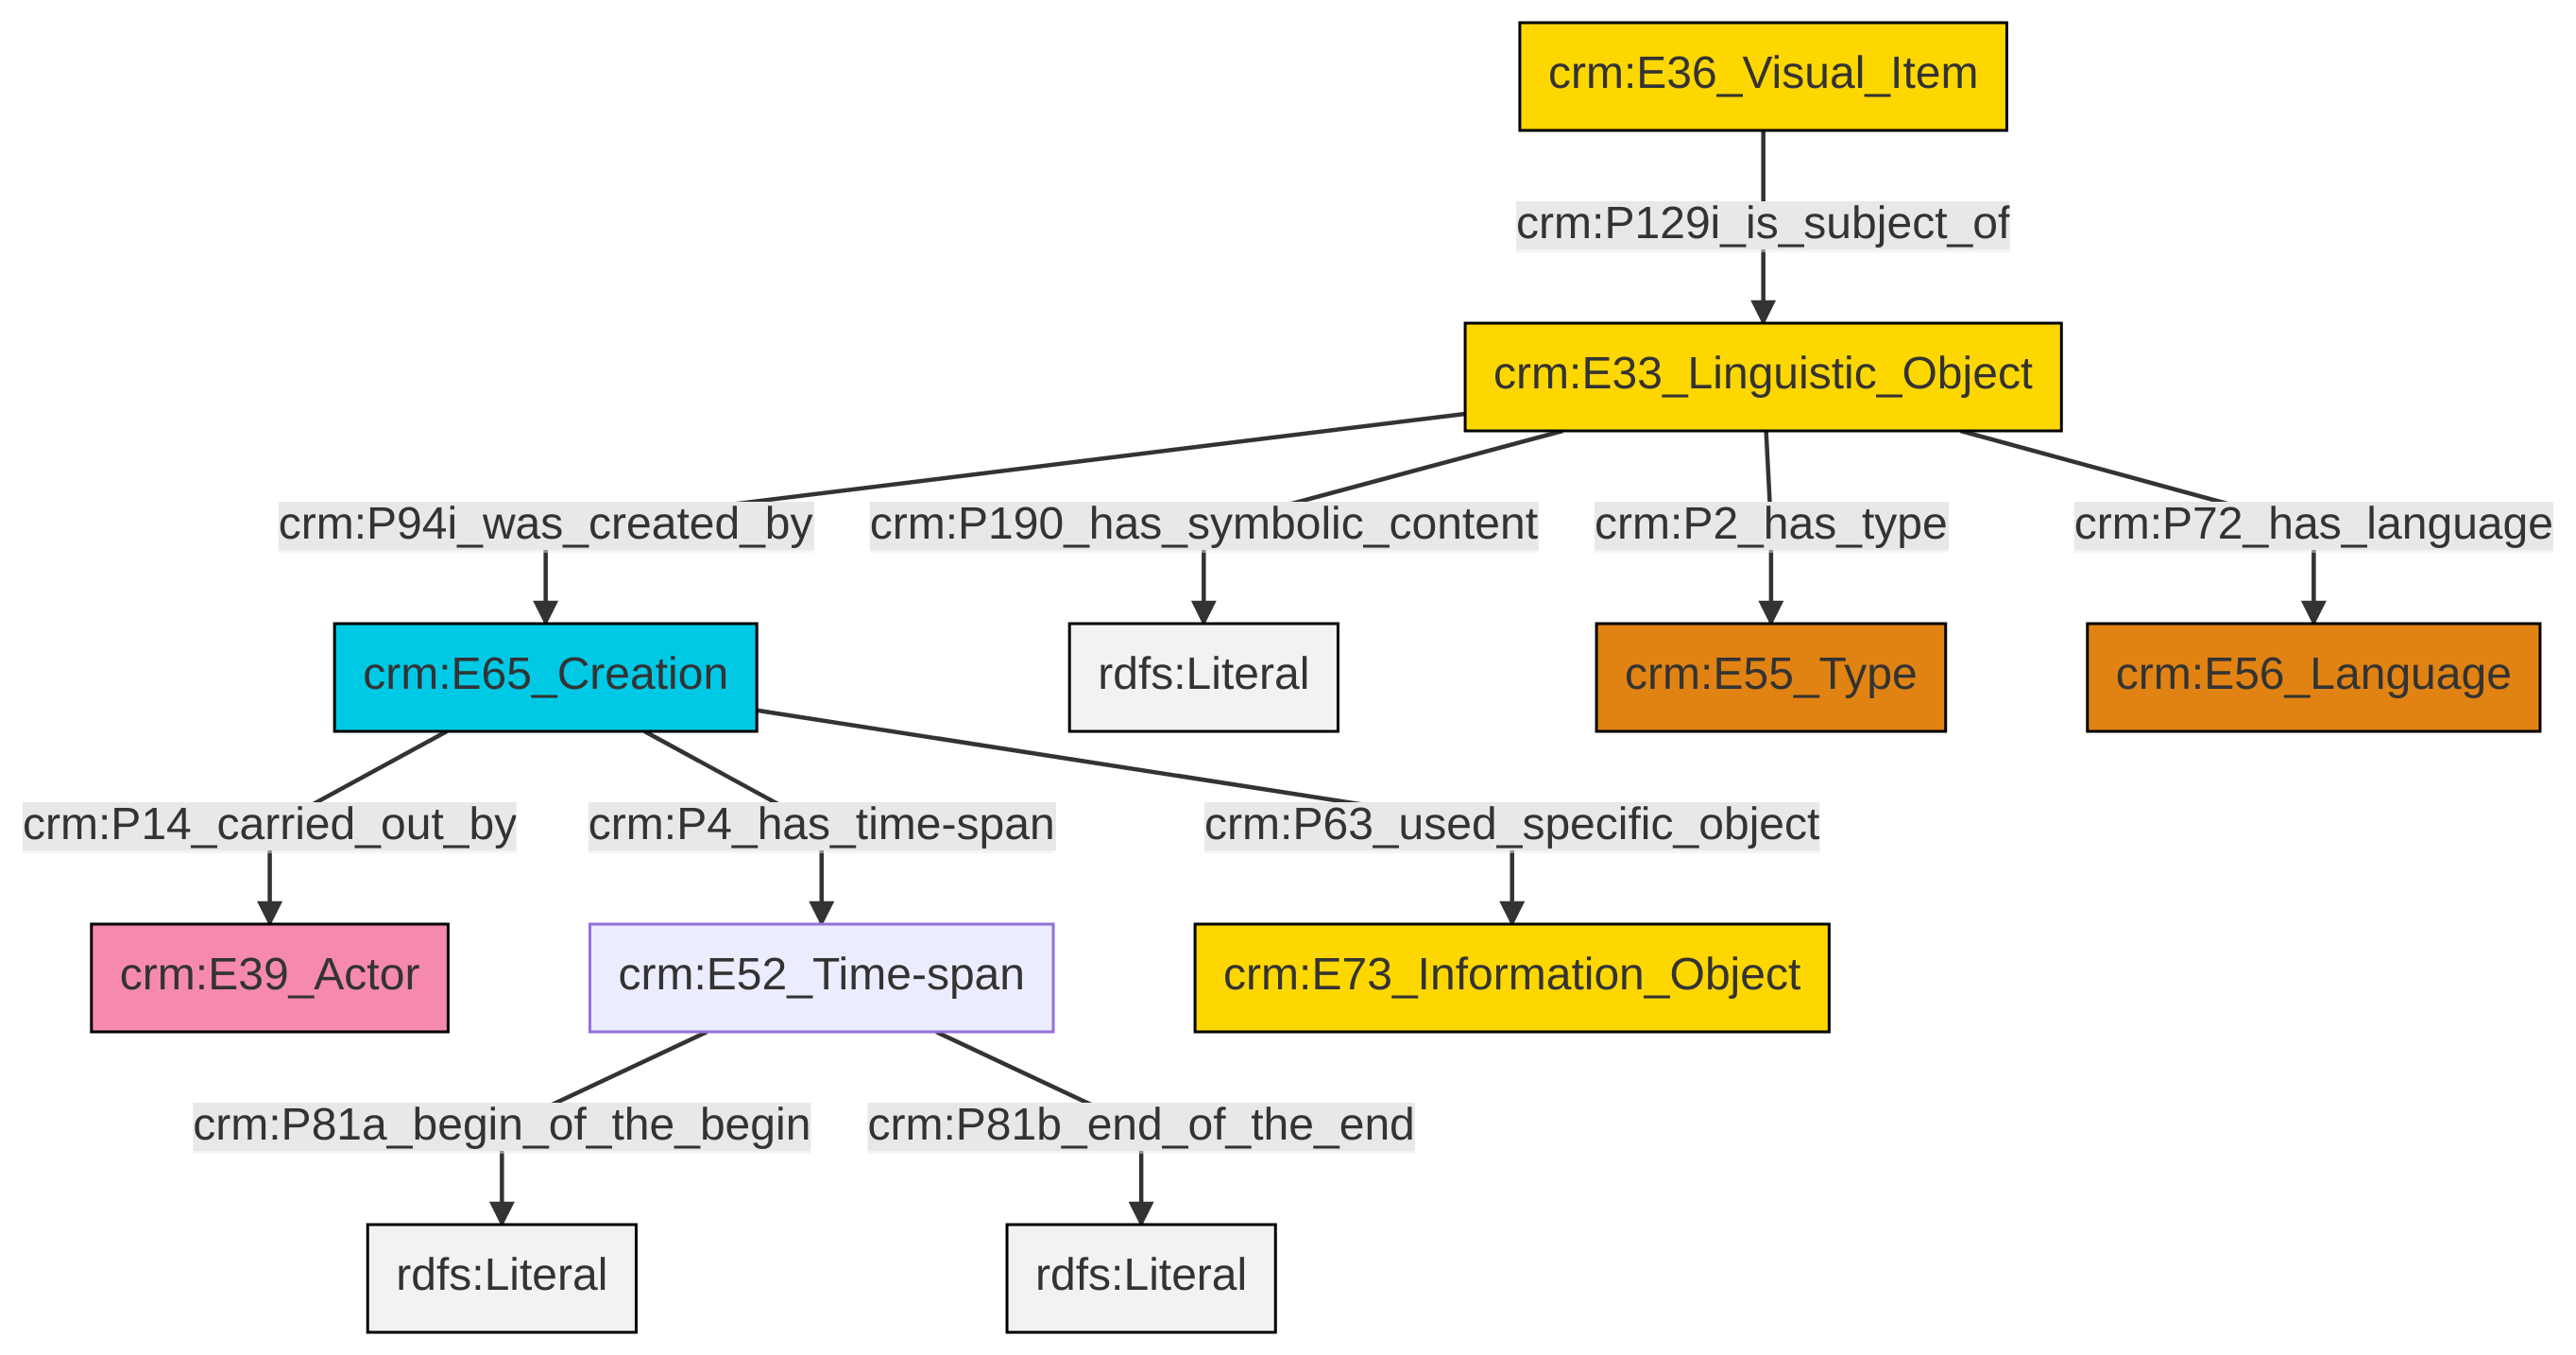 crm:E36_Visual_Item
crm:P129i_is_subject_of
crm:E33_Linguistic_Object
crm:P94i_was_created_by
crm:P190_has_symbolic_content
crm:P2_has_type
crm:P72_has_language
crm:E65_Creation
rdfs:Literal
crm:E55_Type
crm:E56_Language
crm:P14_carried_out_by
crm:P4_has_time-span
crm:P63_used_specific_object
crm:E39_Actor
crm:E52_Time-span
crm:E73_Information_Object
crm:P81a_begin_of_the_begin
crm:P81b_end_of_the_end
rdfs:Literal
rdfs:Literal